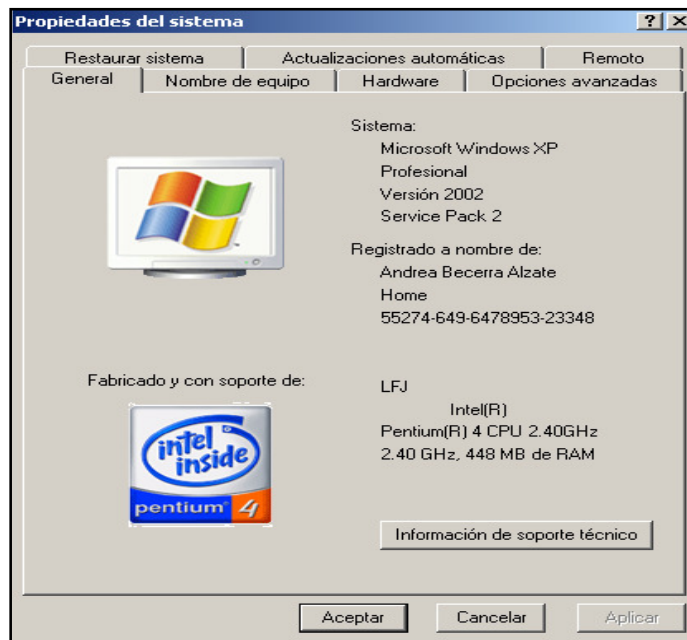 Propiedades del sistema
Restaurar sistema
Actualizaciones automáticas
Remoto
General
Nombre de equipo
Hardware
Opciones avanzadas
Sistema:
Microsoft Windows XP
Profesional
Versión 2002
Service Pack 2
Registrado a nombre de:
Andrea Becerra Alzate
Home
55274-649-6478953-23348
Fabricado y con soporte de:
intel
inside
pentium 4
LFJ
Intel(R)
Pentium(R) 4 CPU 2.40GHz
2.40 GHz, 448 MB de RAM
Información de soporte técnico
Aceptar
Cancelar
Aplicar